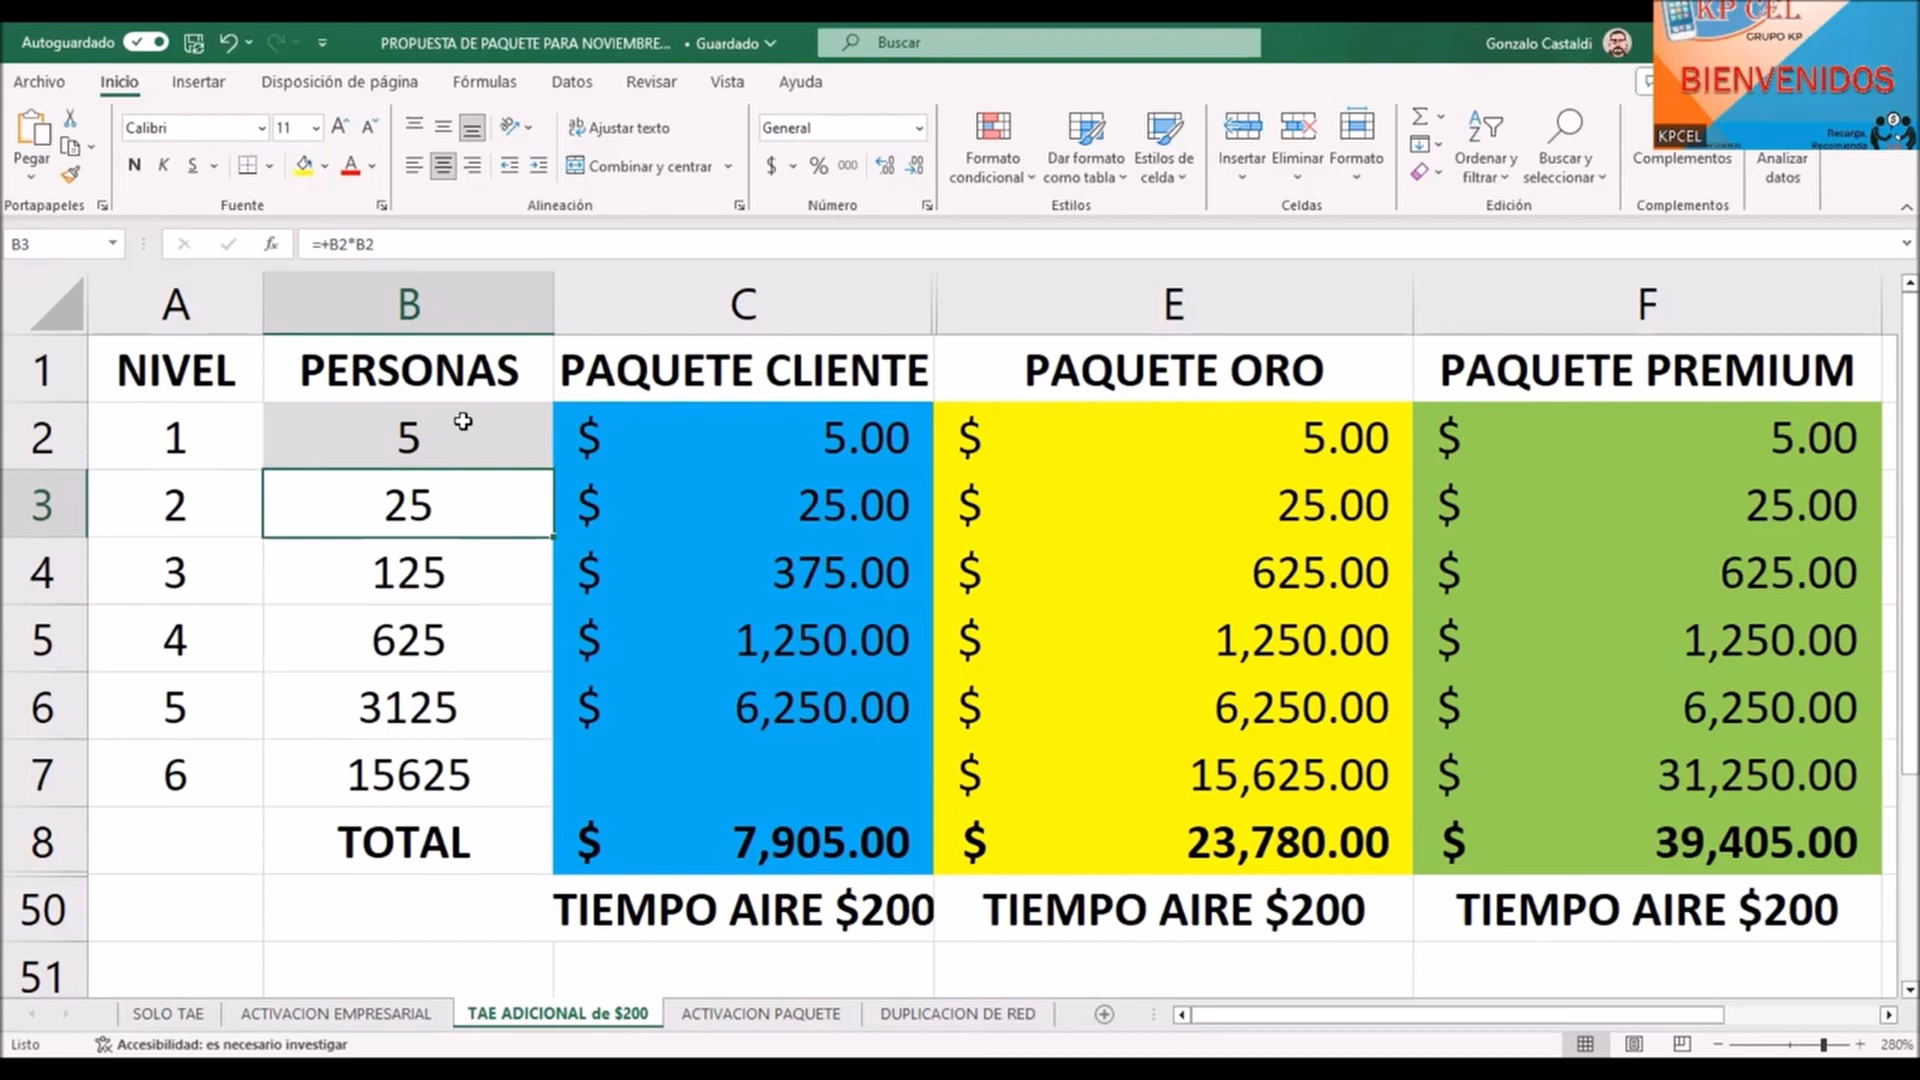 Autoguardado
PROPUESTA DE PAQUETE PARA NOVIEMBRE... • Guardado
Buscar
Gonzalo Castaldi
KP CEL
GRUPO KP
BIENVENIDOS
KPCEL
Recarga,
Recomienda
Archivo Inicio Insertar Disposición de página Fórmulas Datos Revisar Vista Ayuda
Pegar
Portapapeles
Calibri 11
N K S
Fuente
Ajustar texto
Combinar y centrar
Alineación
General
$ % 000
Número
Formato condicional
Dar formato como tabla
Estilos de celda
Estilos
Insertar Eliminar Formato
Celdas
Ordenar y filtrar
Buscar y seleccionar
Edición
Complementos
Complementos
Analizar datos
B3 fx =+B2*B2
A B C E F
1 NIVEL PERSONAS PAQUETE CLIENTE PAQUETE ORO PAQUETE PREMIUM
2 1 5 $ 5.00 $ 5.00 $ 5.00
3 2 25 $ 25.00 $ 25.00 $ 25.00
4 3 125 $ 375.00 $ 625.00 $ 625.00
5 4 625 $ 1,250.00 $ 1,250.00 $ 1,250.00
6 5 3125 $ 6,250.00 $ 6,250.00 $ 6,250.00
7 6 15625 $ 15,625.00 $ 31,250.00
8 TOTAL $ 7,905.00 $ 23,780.00 $ 39,405.00
50 TIEMPO AIRE $200 TIEMPO AIRE $200 TIEMPO AIRE $200
51
SOLO TAE ACTIVACION EMPRESARIAL TAE ADICIONAL de $200 ACTIVACION PAQUETE DUPLICACION DE RED
Listo Accesibilidad: es necesario investigar 280%